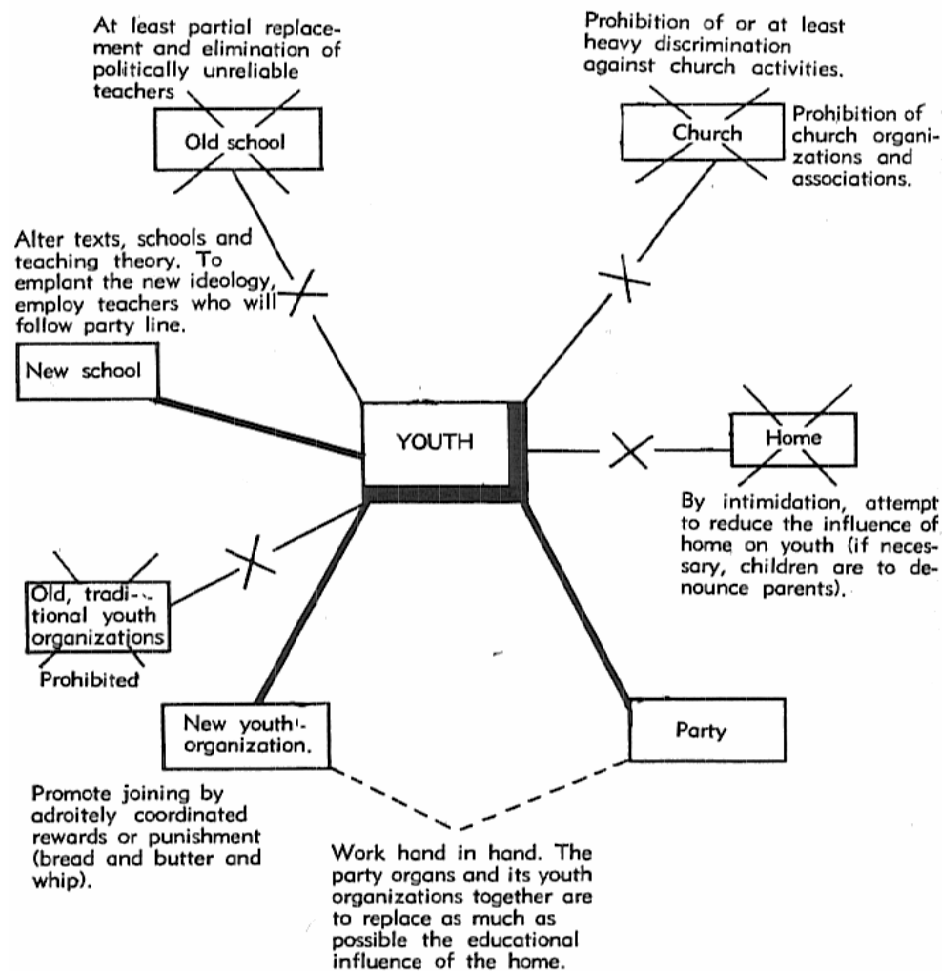 At least partial replace-
ment and elimination of
politically unreliable
teachers
Old school
Prohibition of or at least
heavy discrimination
against church activities.
Church
Prohibition of
church organi-
zations and
associations.
Alter texts, schools and
teaching theory. To
emplant the new ideology,
employ teachers who will
follow party line.
New school
YOUTH
Home
By intimidation, attempt
to reduce the influence of
home on youth (if neces-
sary, children are to de-
nounce parents).
Old, tradi-
tional youth
organizations
Prohibited
New youth-
organization.
Party
Promote joining by
adroitely coordinated
rewards or punishment
(bread and butter and
whip).
Work hand in hand. The
party organs and its youth
organizations together are
to replace as much as
possible the educational
influence of the home.